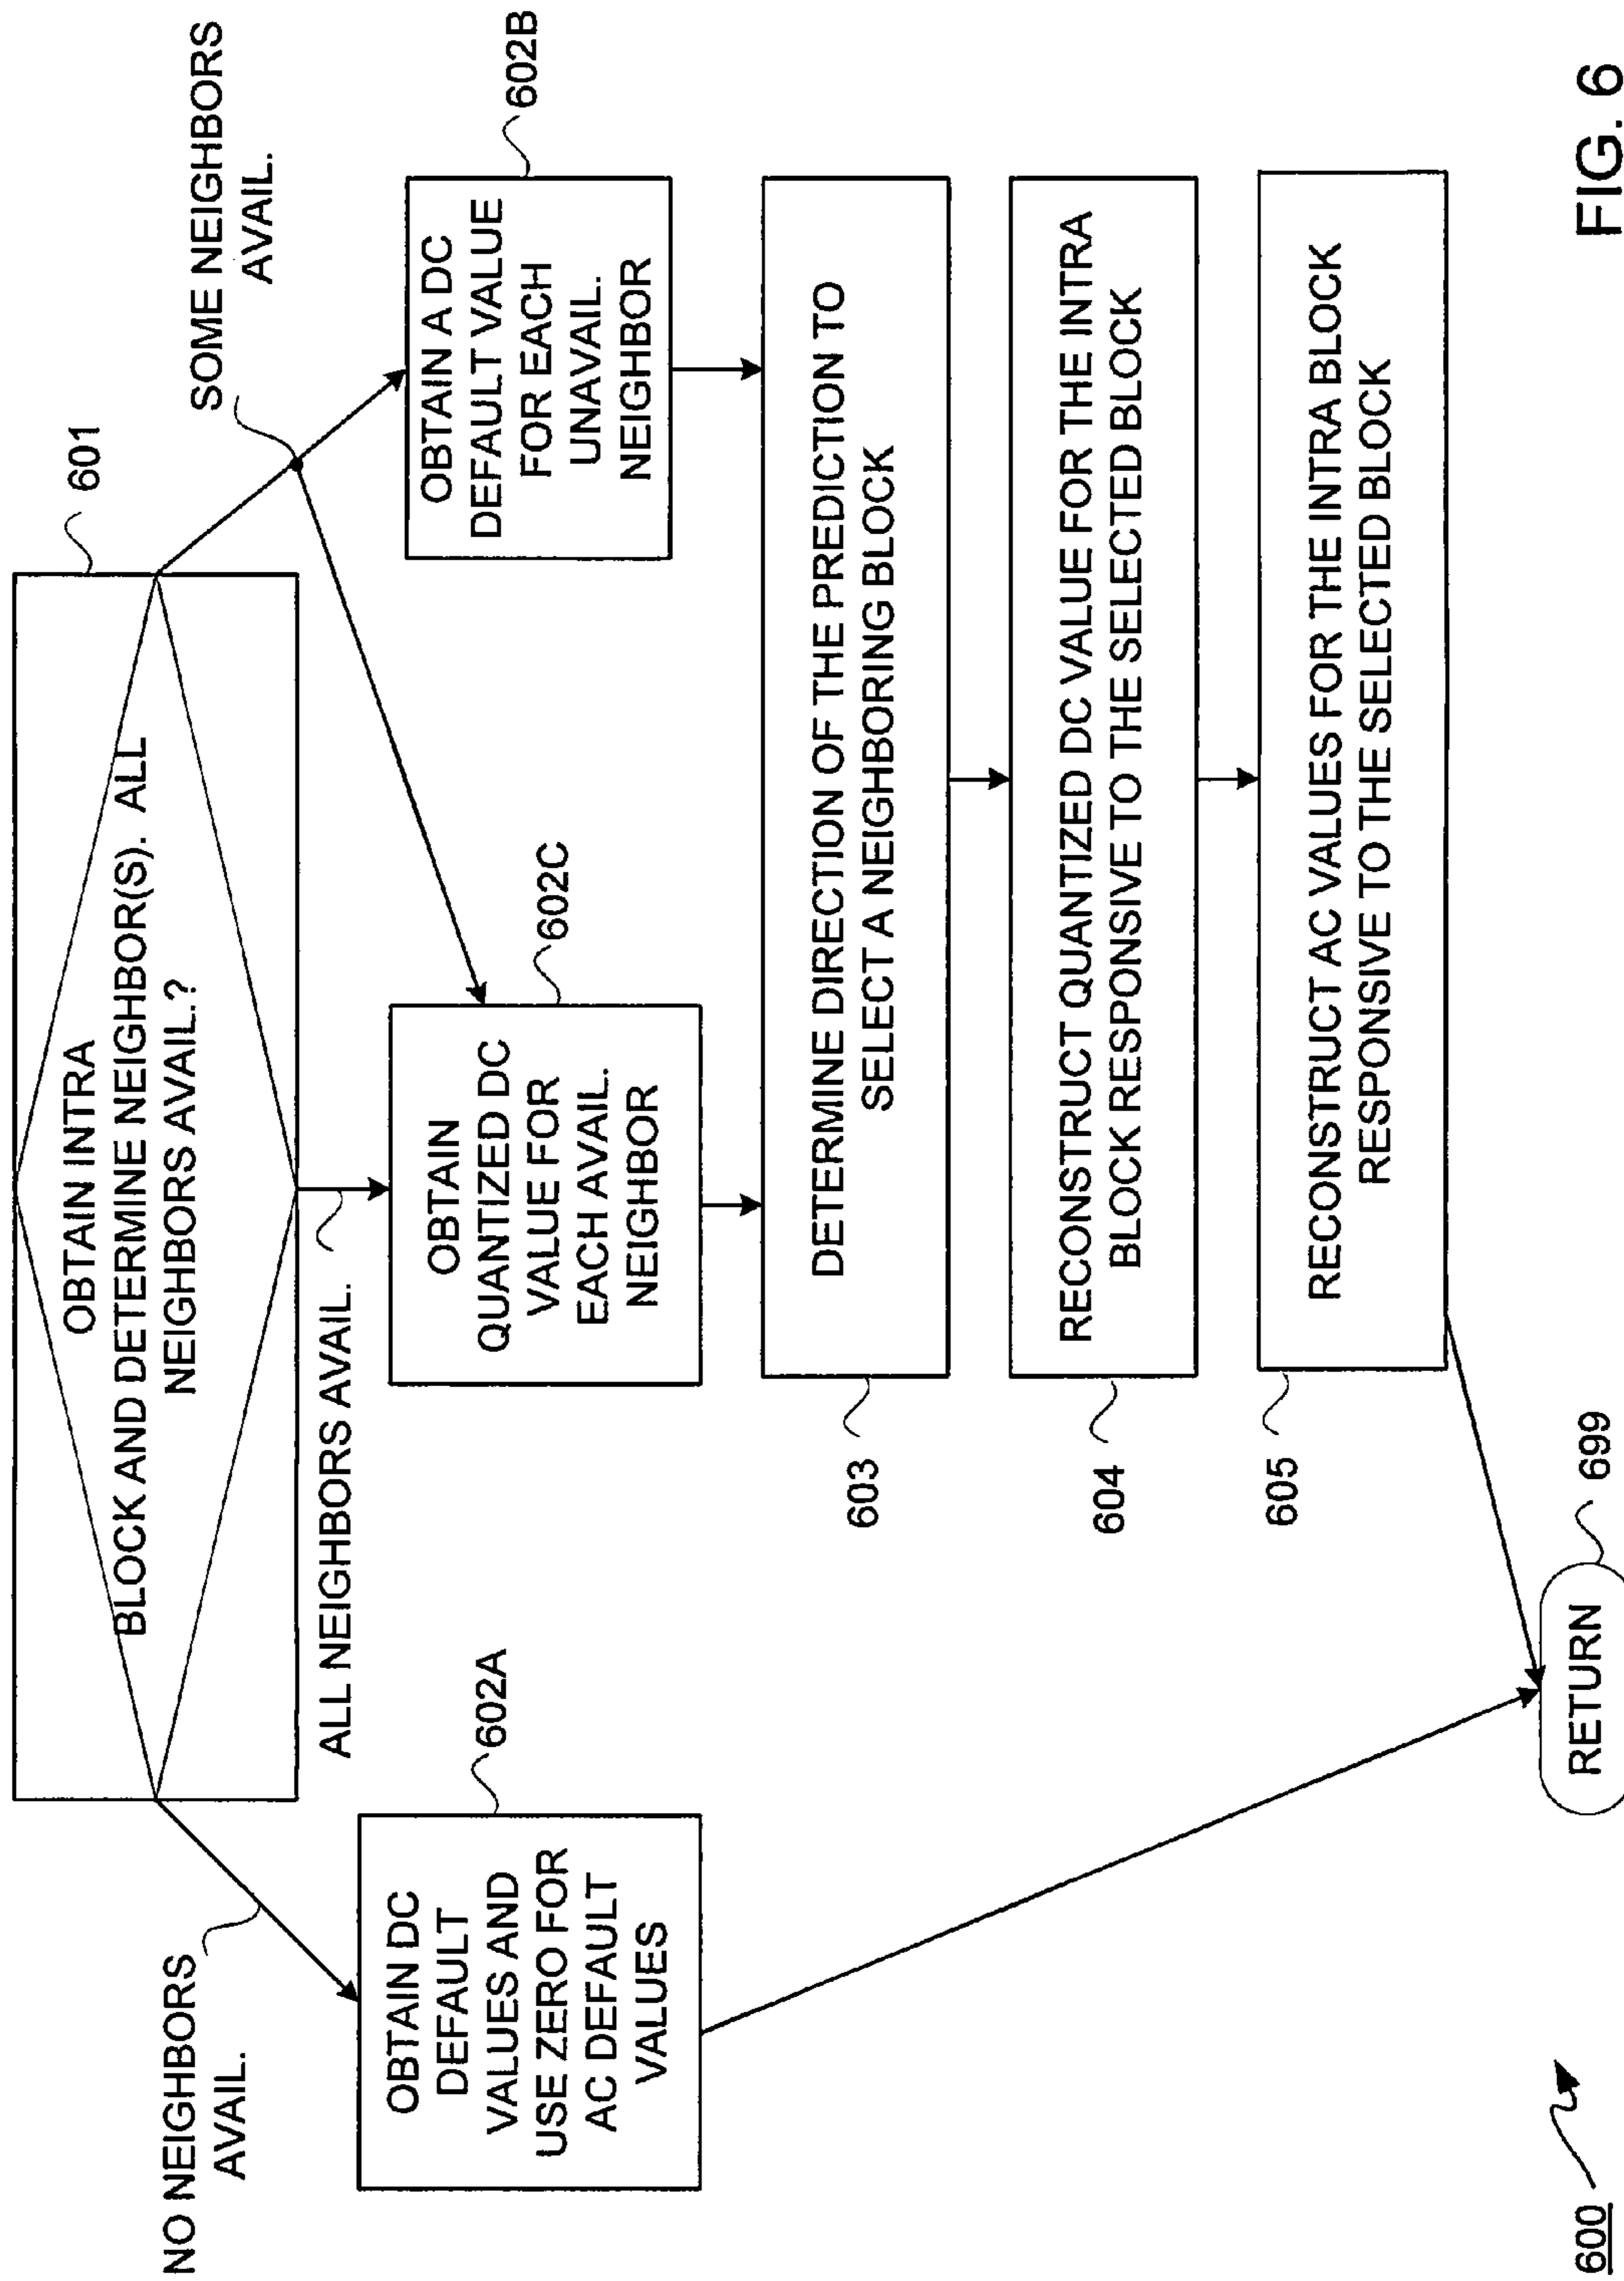 601
OBTAIN INTRA
BLOCK AND DETERMINE NEIGHBOR(S). ALL
NEIGHBORS AVAIL.?
NO NEIGHBORS
AVAIL.
ALL NEIGHBORS AVAIL.
SOME NEIGHBORS
AVAIL.
602A
OBTAIN DC
DEFAULT
VALUES AND
USE ZERO FOR
AC DEFAULT
VALUES
602C
OBTAIN
QUANTIZED DC
VALUE FOR
EACH AVAIL.
NEIGHBOR
602B
OBTAIN A DC
DEFAULT VALUE
FOR EACH
UNAVAIL.
NEIGHBOR
603
DETERMINE DIRECTION OF THE PREDICTION TO
SELECT A NEIGHBORING BLOCK
604
RECONSTRUCT QUANTIZED DC VALUE FOR THE INTRA
BLOCK RESPONSIVE TO THE SELECTED BLOCK
605
RECONSTRUCT AC VALUES FOR THE INTRA BLOCK
RESPONSIVE TO THE SELECTED BLOCK
699
RETURN
600
FIG. 6